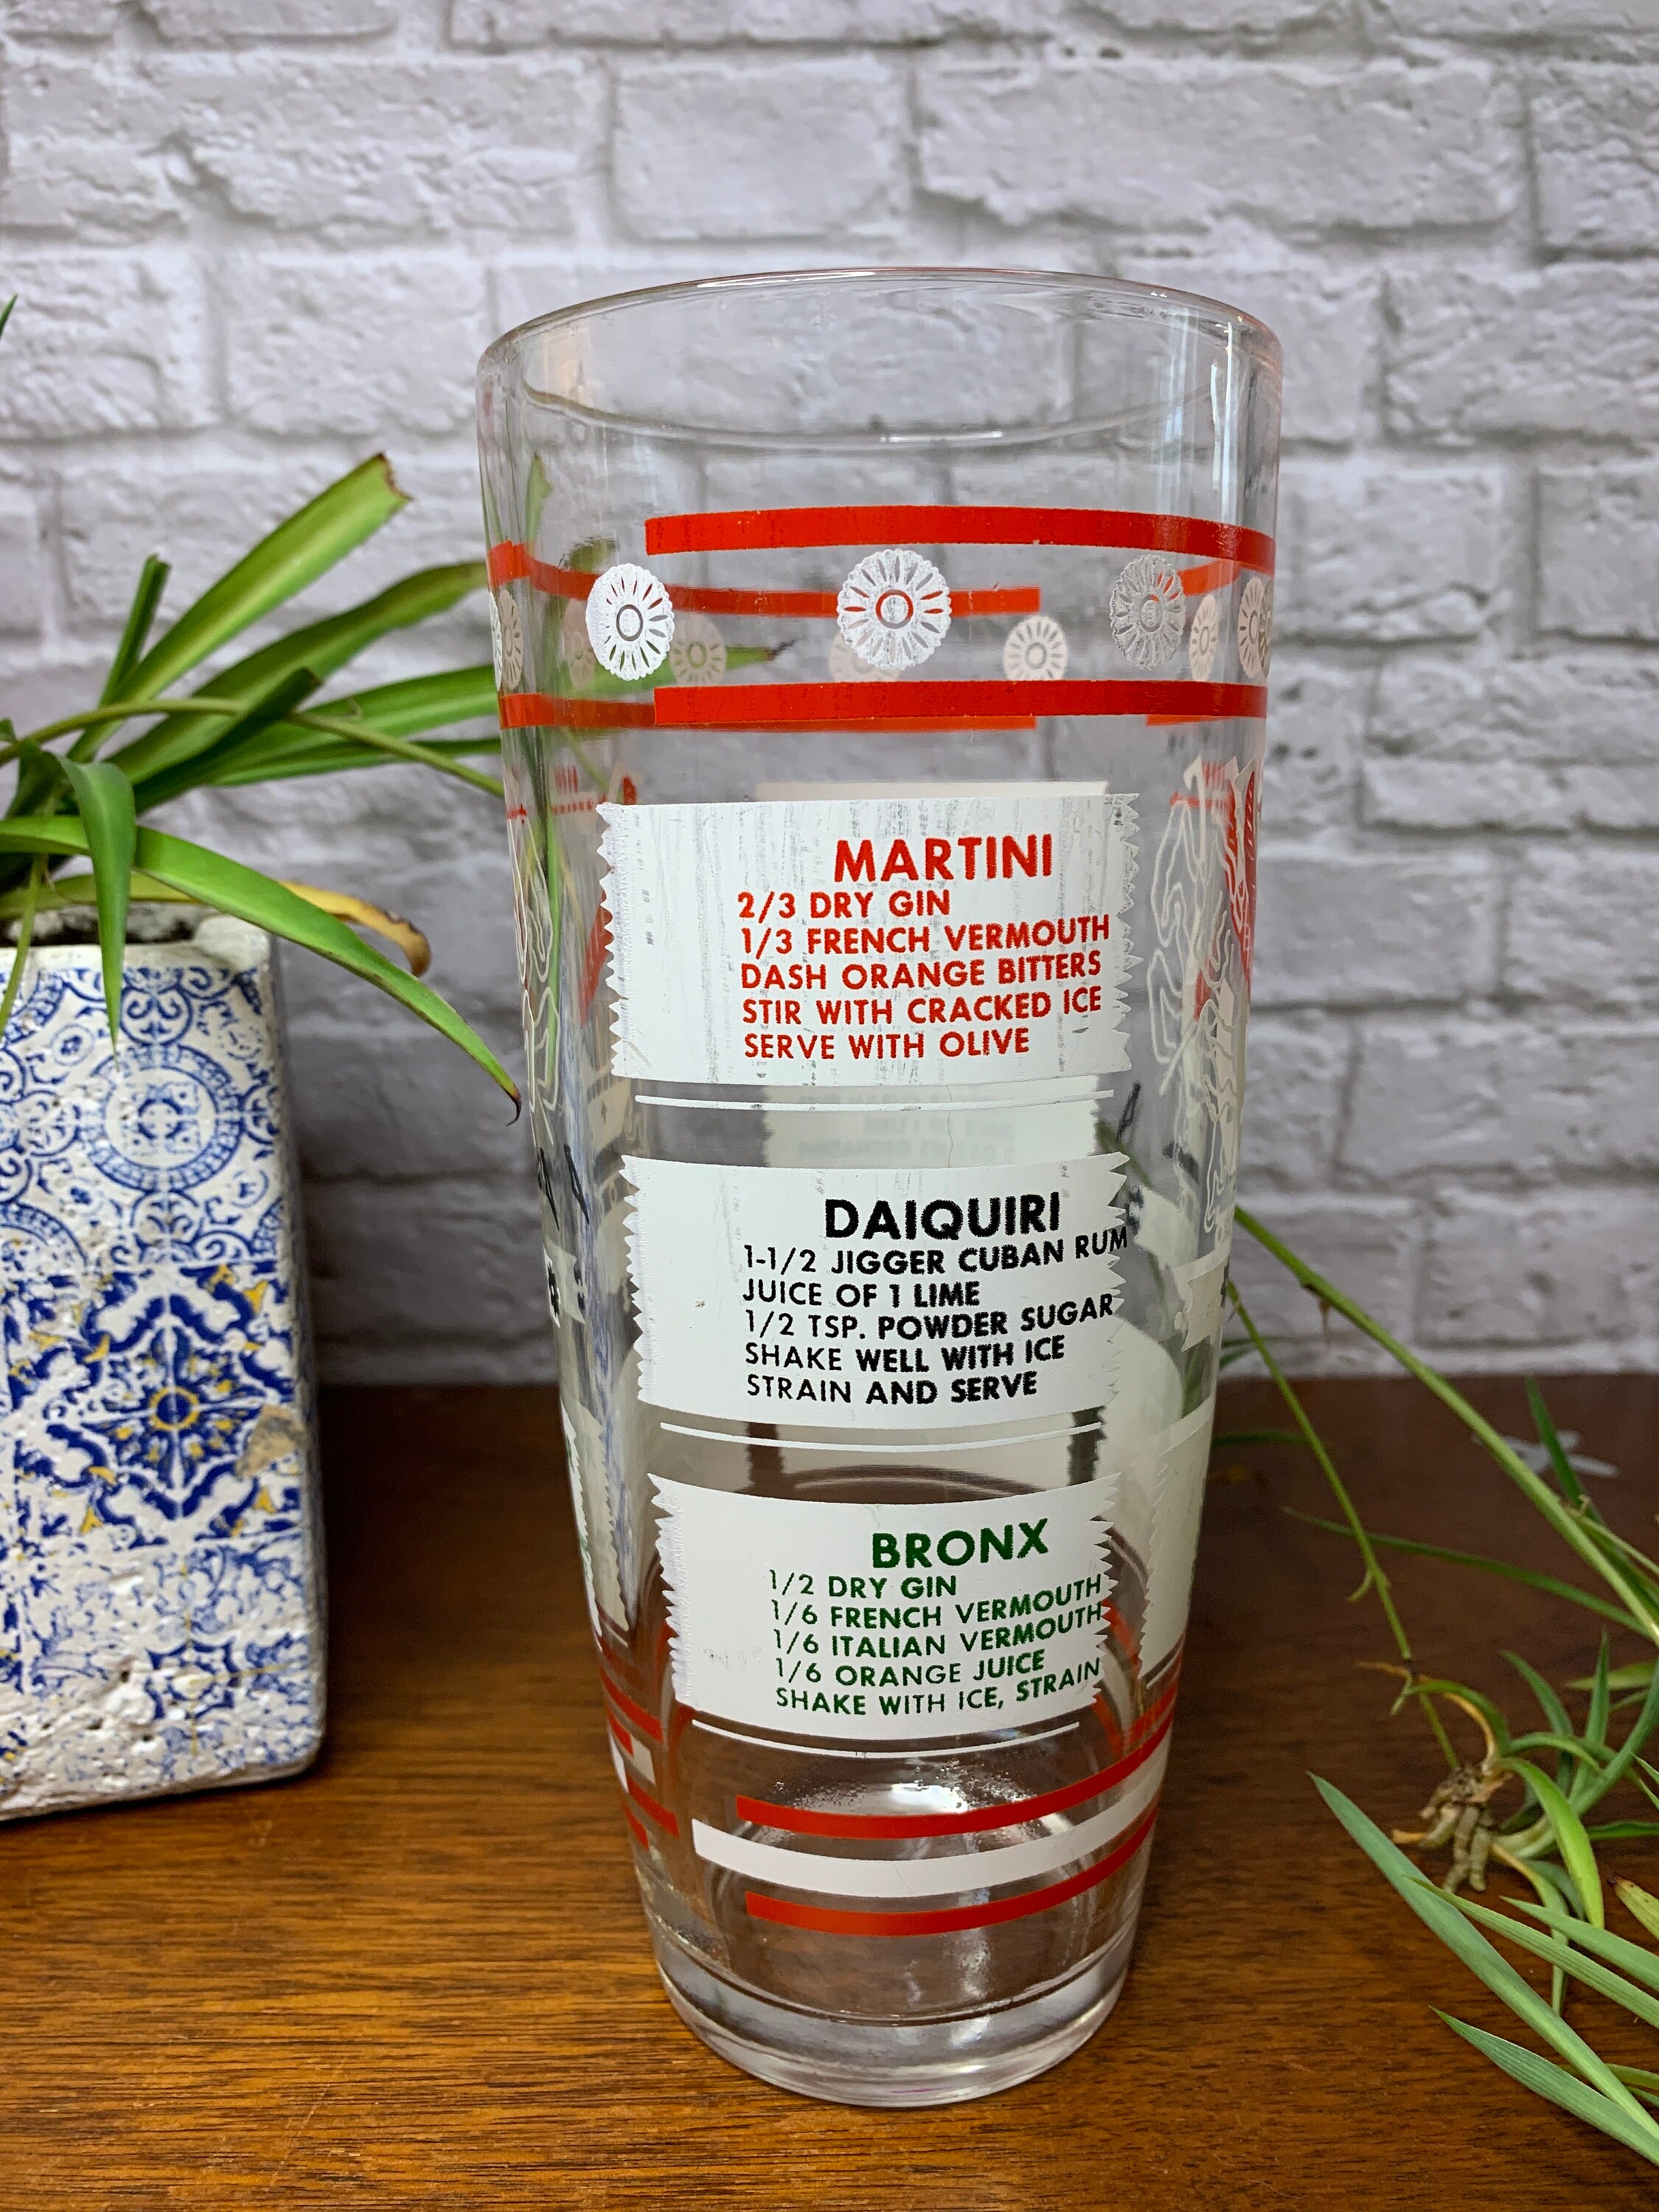 MARTINI
2/3 DRY GIN
1/3 FRENCH VERMOUTH
DASH ORANGE BITTERS
STIR WITH CRACKED ICE
SERVE WITH OLIVE
DAIQUIRI
1-1/2 JIGGER CUBAN RUM
JUICE OF 1 LIME
1/2 TSP. POWDER SUGAR
SHAKE WELL WITH ICE
STRAIN AND SERVE
BRONX
1/2 DRY GIN
1/6 FRENCH VERMOUTH
1/6 ITALIAN VERMOUTH
1/6 ORANGE JUICE
SHAKE WITH ICE, STRAIN